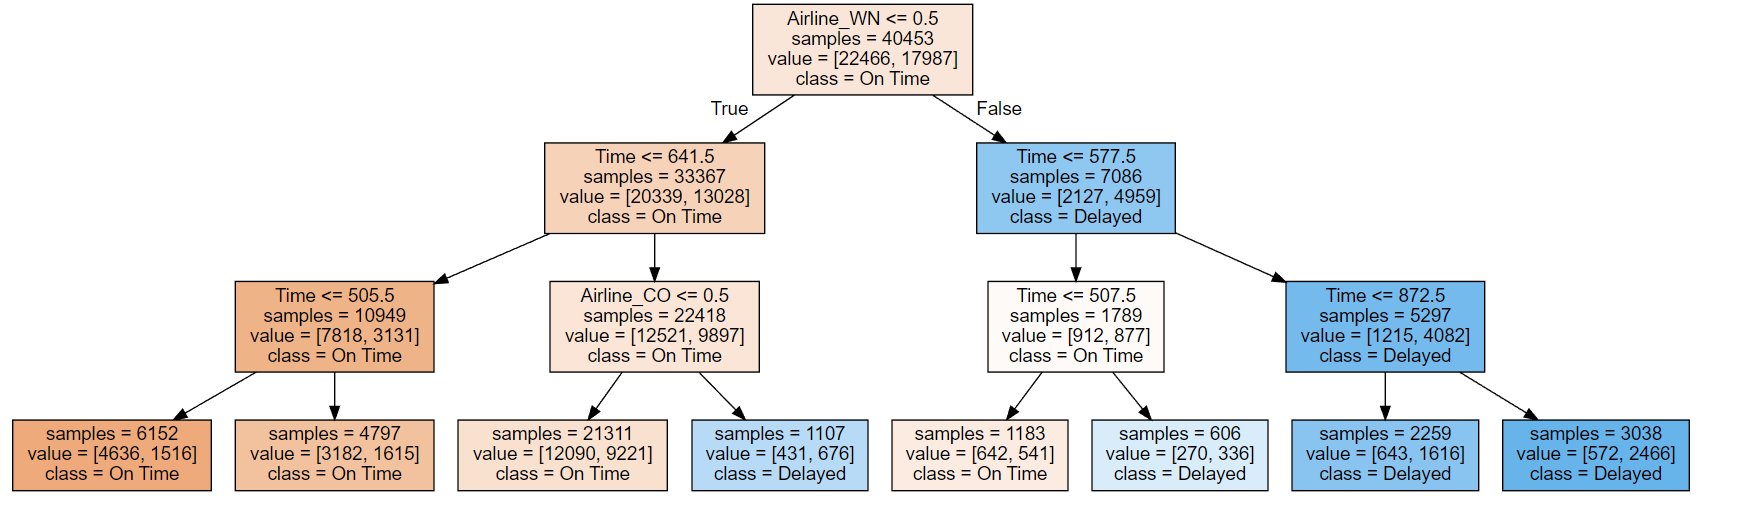 Airline_WN <= 0.5
samples = 40453
value = [22466, 17987]
class = On Time
True
False
Time <= 641.5
samples = 33367
value = [20339, 13028]
class = On Time
Time <= 577.5
samples = 7086
value = [2127, 4959]
class = Delayed
Time <= 505.5
samples = 10949
value = [7818, 3131]
class = On Time
Airline_CO <= 0.5
samples = 22418
value = [12521, 9897]
class = On Time
Time <= 507.5
samples = 1789
value = [912, 877]
class = On Time
Time <= 872.5
samples = 5297
value = [1215, 4082]
class = Delayed
samples = 6152
value = [4636, 1516]
class = On Time
samples = 4797
value = [3182, 1615]
class = On Time
samples = 21311
value = [12090, 9221]
class = On Time
samples = 1107
value = [431, 676]
class = Delayed
samples = 1183
value = [642, 541]
class = On Time
samples = 606
value = [270, 336]
class = Delayed
samples = 2259
value = [643, 1616]
class = Delayed
samples = 3038
value = [572, 2466]
class = Delayed